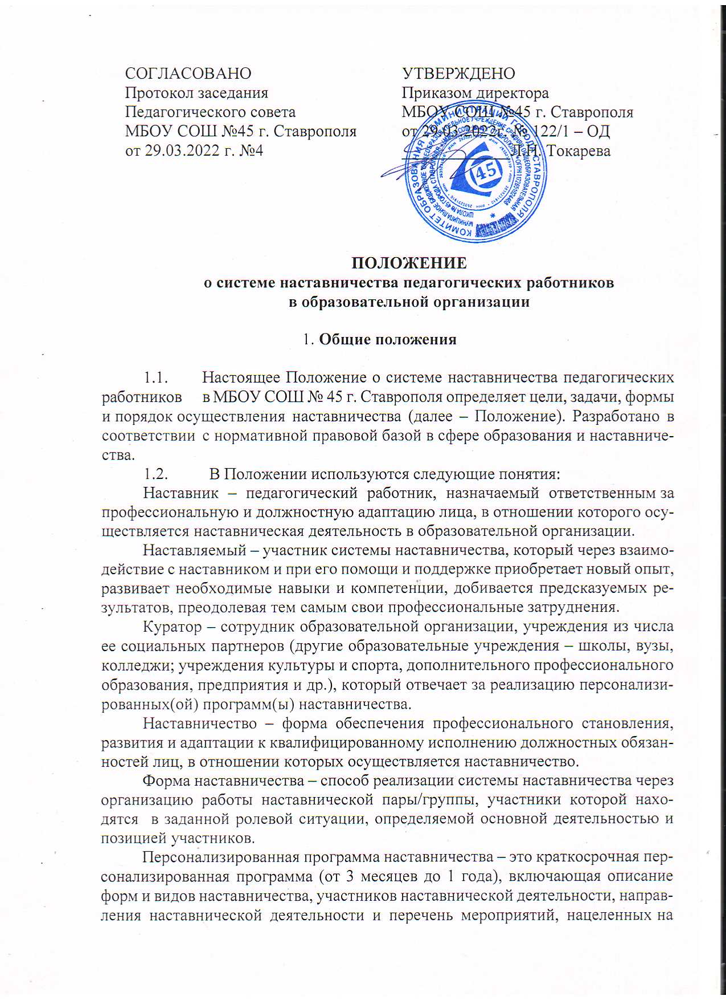 СОГЛАСОВАНО
Протокол заседания
Педагогического совета
МБОУ СОШ №45 г. Ставрополя
от 29.03.2022 г. №4
УТВЕРЖДЕНО
Приказом директора
МБОУ СОШ №45 г. Ставрополя
от 29.03.2022г. № 122/1 – ОД
Л.Н. Токарева
КОМИТЕТ ОБРАЗОВАНИЯ АДМИНИСТРАЦИИ ГОРОДА СТАВРОПОЛЯ
45
ПОЛОЖЕНИЕ
о системе наставничества педагогических работников
в образовательной организации
1. Общие положения
1.1. Настоящее Положение о системе наставничества педагогических
работников в МБОУ СОШ № 45 г. Ставрополя определяет цели, задачи, формы
и порядок осуществления наставничества (далее – Положение). Разработано в
соответствии с нормативной правовой базой в сфере образования и наставниче-
ства.
1.2. В Положении используются следующие понятия:
Наставник – педагогический работник, назначаемый ответственным за
профессиональную и должностную адаптацию лица, в отношении которого осу-
ществляется наставническая деятельность в образовательной организации.
Наставляемый – участник системы наставничества, который через взаимо-
действие с наставником и при его помощи и поддержке приобретает новый опыт,
развивает необходимые навыки и компетенции, добивается предсказуемых ре-
зультатов, преодолевая тем самым свои профессиональные затруднения.
Куратор – сотрудник образовательной организации, учреждения из числа
ее социальных партнеров (другие образовательные учреждения – школы, вузы,
колледжи; учреждения культуры и спорта, дополнительного профессионального
образования, предприятия и др.), который отвечает за реализацию персонализи-
рованных(ой) программ(ы) наставничества.
Наставничество – форма обеспечения профессионального становления,
развития и адаптации к квалифицированному исполнению должностных обязан-
ностей лиц, в отношении которых осуществляется наставничество.
Форма наставничества – способ реализации системы наставничества через
организацию работы наставнической пары/группы, участники которой нахо-
дятся в заданной ролевой ситуации, определяемой основной деятельностью и
позицией участников.
Персонализированная программа наставничества – это краткосрочная пер-
сонализированная программа (от 3 месяцев до 1 года), включающая описание
форм и видов наставничества, участников наставнической деятельности, направ-
ления наставнической деятельности и перечень мероприятий, нацеленных на